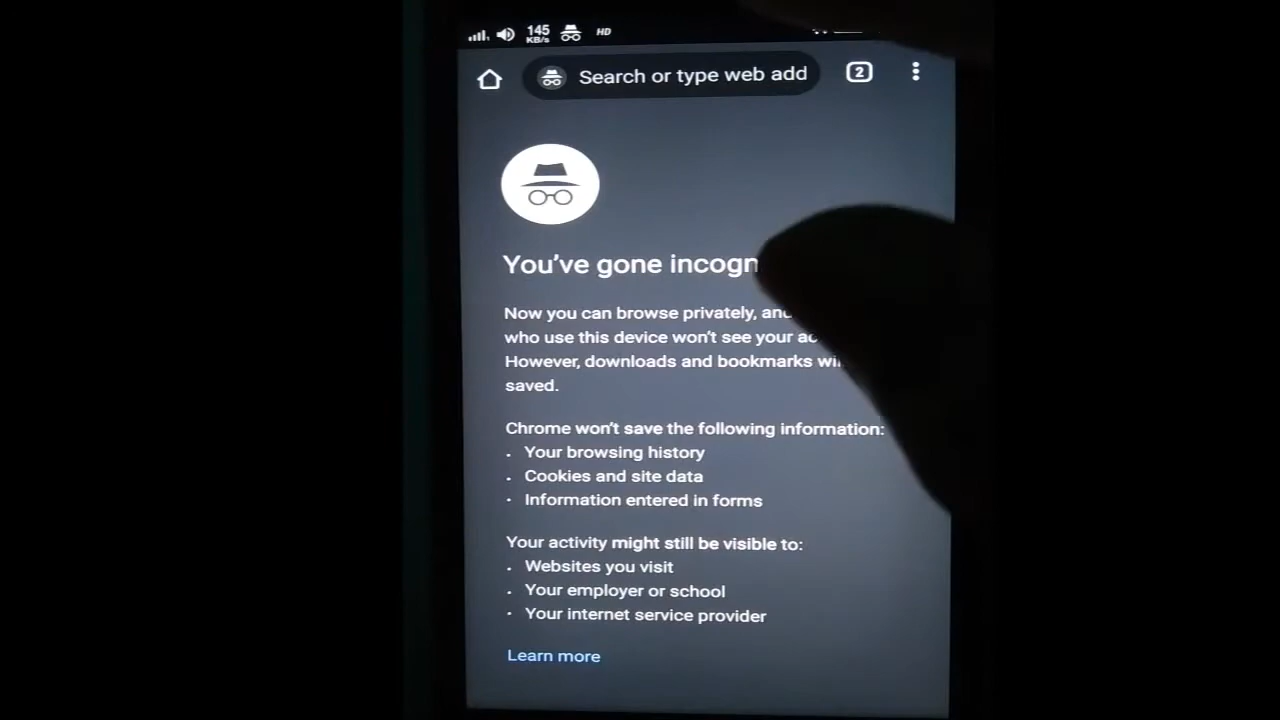 145
KB/s
HD
Search or type web add
2
You've gone incogn
Now you can browse privately, and
who use this device won't see your ac
However, downloads and bookmarks wil
saved.
Chrome won't save the following information:
• Your browsing history
• Cookies and site data
• Information entered in forms
Your activity might still be visible to:
• Websites you visit
• Your employer or school
• Your internet service provider
Learn more